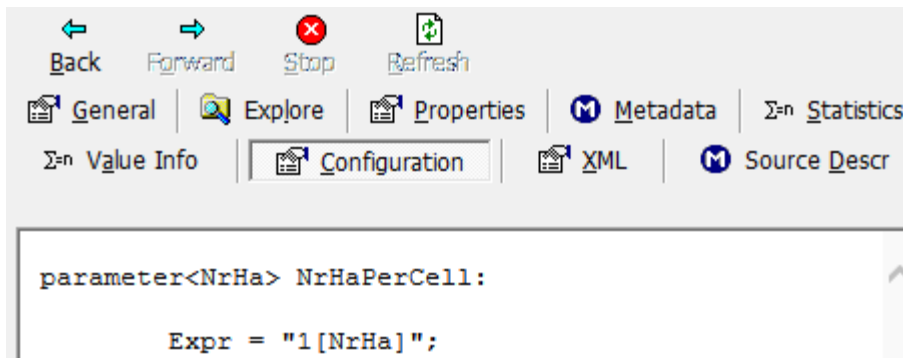 Back Forward Stop Refresh
General Explore Properties M Metadata Σ=n Statistics
Σ=n Value Info Configuration XML M Source Descr
parameter<NrHa> NrHaPerCell:
Expr = "1[NrHa]";